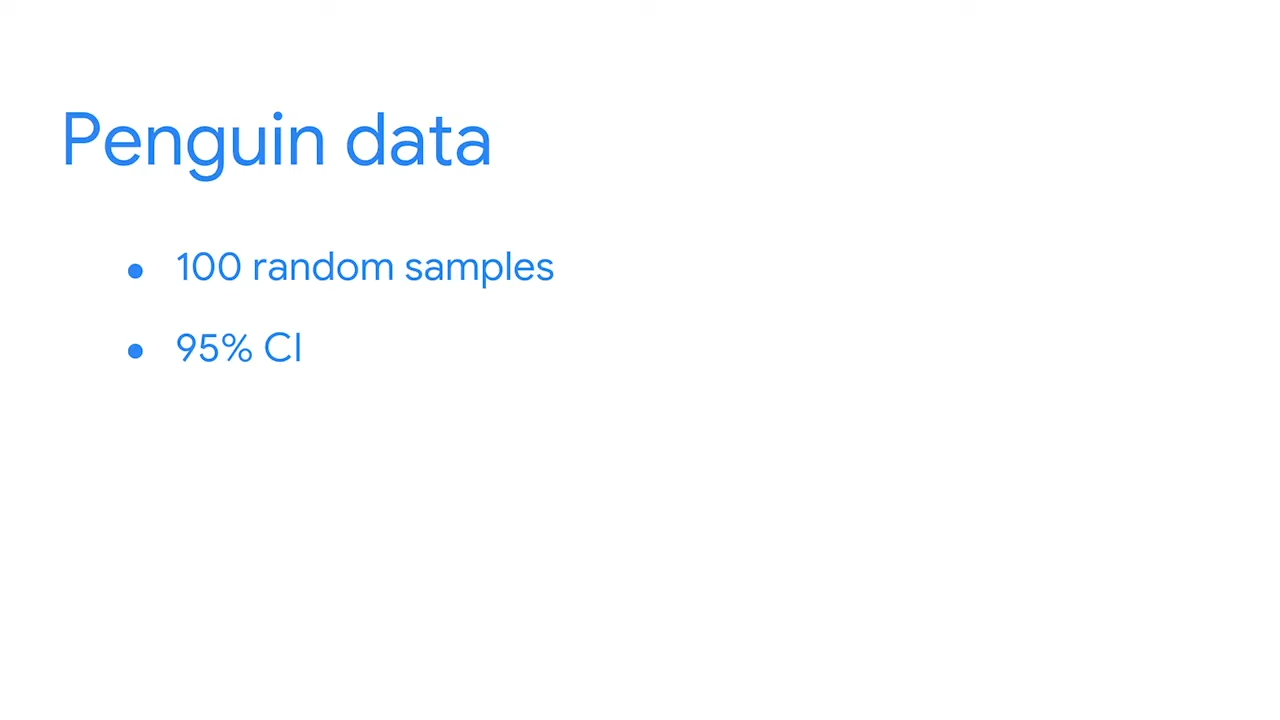 Penguin data
● 100 random samples
● 95% CI